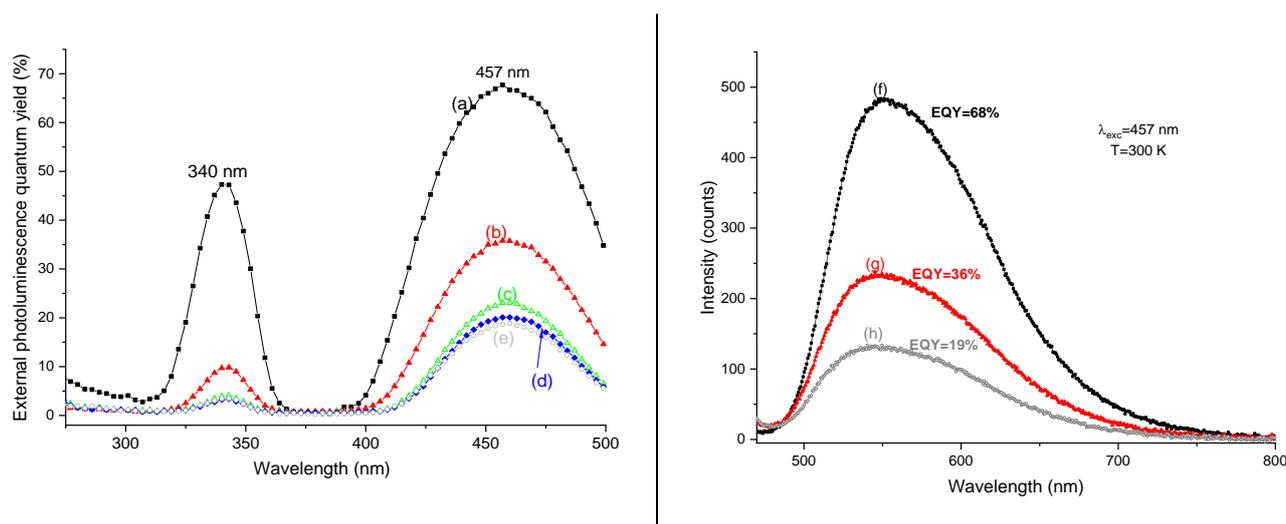 External photoluminescence quantum yield (%)
70
60
50
40
30
20
10
0
300
350
400
450
500
Wavelength (nm)
340 nm
457 nm
(a)
(b)
(c)
(d)
(e)
Intensity (counts)
500
400
300
200
100
0
500
600
700
800
Wavelength (nm)
(f)
EQY=68%
(g)
EQY=36%
(h)
EQY=19%
λexc=457 nm
T=300 K